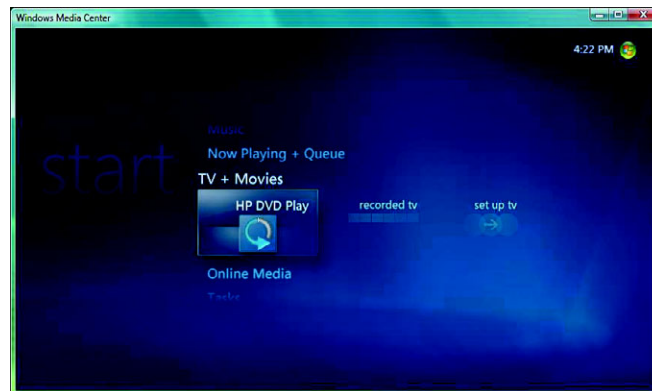 Windows Media Center
4:22 PM
start
Music
Now Playing + Queue
TV + Movies
HP DVD Play
recorded tv
set up tv
Online Media
Tasks